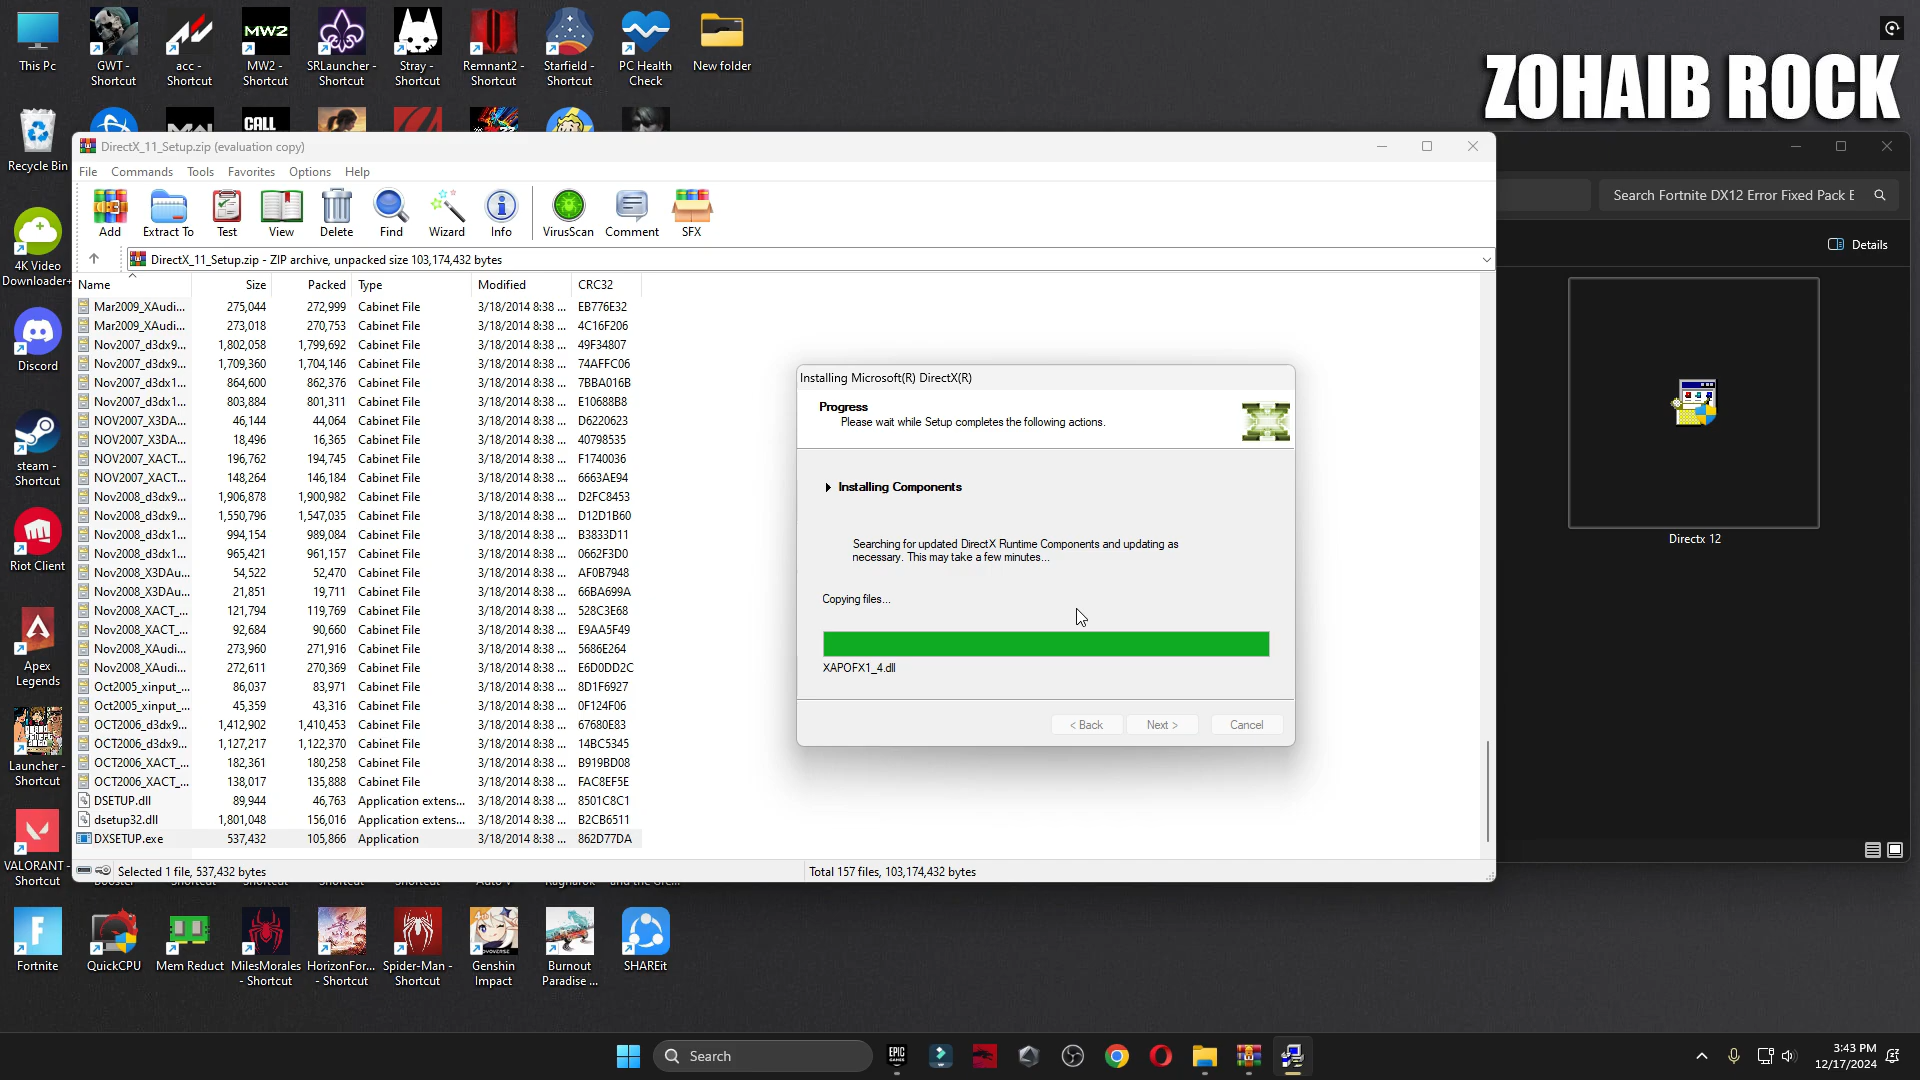 This Pc
GWT - Shortcut
acc - Shortcut
MW2
MW2 - Shortcut
SRLauncher - Shortcut
Stray - Shortcut
Remnant2 - Shortcut
Starfield - Shortcut
PC Health Check
New folder
ZOHAIB ROCK
CALL
Recycle Bin
4K Video Downloader+
Discord
steam - Shortcut
Riot Client
Apex Legends
Launcher - Shortcut
VALORANT - Shortcut
DirectX_11_Setup.zip (evaluation copy)
File Commands Tools Favorites Options Help
Add Extract To Test View Delete Find Wizard Info VirusScan Comment SFX
DirectX_11_Setup.zip - ZIP archive, unpacked size 103,174,432 bytes
Name Size Packed Type Modified CRC32
Mar2009_XAudi... 275,044 272,999 Cabinet File 3/18/2014 8:38 ... EB776E32
Mar2009_XAudi... 273,018 270,753 Cabinet File 3/18/2014 8:38 ... 4C16F206
Nov2007_d3dx9... 1,802,058 1,799,692 Cabinet File 3/18/2014 8:38 ... 49F34807
Nov2007_d3dx9... 1,709,360 1,704,146 Cabinet File 3/18/2014 8:38 ... 74AFFC06
Nov2007_d3dx1... 864,600 862,376 Cabinet File 3/18/2014 8:38 ... 7BBA016B
Nov2007_d3dx1... 803,884 801,311 Cabinet File 3/18/2014 8:38 ... E10688B8
NOV2007_X3DA... 46,144 44,064 Cabinet File 3/18/2014 8:38 ... D6220623
NOV2007_X3DA... 18,496 16,365 Cabinet File 3/18/2014 8:38 ... 40798535
NOV2007_XACT... 196,762 194,745 Cabinet File 3/18/2014 8:38 ... F1740036
NOV2007_XACT... 148,264 146,184 Cabinet File 3/18/2014 8:38 ... 6663AE94
Nov2008_d3dx9... 1,906,878 1,900,982 Cabinet File 3/18/2014 8:38 ... D2FC8453
Nov2008_d3dx9... 1,550,796 1,547,035 Cabinet File 3/18/2014 8:38 ... D12D1B60
Nov2008_d3dx1... 994,154 989,084 Cabinet File 3/18/2014 8:38 ... B3833D11
Nov2008_d3dx1... 965,421 961,157 Cabinet File 3/18/2014 8:38 ... 0662F3D0
Nov2008_X3DAu... 54,522 52,470 Cabinet File 3/18/2014 8:38 ... AF0B7948
Nov2008_X3DAu... 21,851 19,711 Cabinet File 3/18/2014 8:38 ... 66BA699A
Nov2008_XACT_... 121,794 119,769 Cabinet File 3/18/2014 8:38 ... 528C3E68
Nov2008_XACT_... 92,684 90,660 Cabinet File 3/18/2014 8:38 ... E9AA5F49
Nov2008_XAudi... 273,960 271,916 Cabinet File 3/18/2014 8:38 ... 5686E264
Nov2008_XAudi... 272,611 270,369 Cabinet File 3/18/2014 8:38 ... E6D0DD2C
Oct2005_xinput_... 86,037 83,971 Cabinet File 3/18/2014 8:38 ... 8D1F6927
Oct2005_xinput_... 45,359 43,316 Cabinet File 3/18/2014 8:38 ... 0F124F06
OCT2006_d3dx9... 1,412,902 1,410,453 Cabinet File 3/18/2014 8:38 ... 67680E83
OCT2006_d3dx9... 1,127,217 1,122,370 Cabinet File 3/18/2014 8:38 ... 14BC5345
OCT2006_XACT_... 182,361 180,258 Cabinet File 3/18/2014 8:38 ... B919BD08
OCT2006_XACT_... 138,017 135,888 Cabinet File 3/18/2014 8:38 ... FAC8EF5E
DSETUP.dll 89,944 46,763 Application extens... 3/18/2014 8:38 ... 8501C8C1
dsetup32.dll 1,801,048 156,016 Application extens... 3/18/2014 8:38 ... B2CB6511
DXSETUP.exe 537,432 105,866 Application 3/18/2014 8:38 ... 862D77DA
Selected 1 file, 537,432 bytes
Total 157 files, 103,174,432 bytes
Installing Microsoft(R) DirectX(R)
Progress
Please wait while Setup completes the following actions.
Installing Components
Searching for updated DirectX Runtime Components and updating as
necessary. This may take a few minutes...
Copying files...
XAPOFX1_4.dll
< Back Next > Cancel
Search Fortnite DX12 Error Fixed Pack E
Details
Directx 12
Fortnite
QuickCPU
Mem Reduct
MilesMorales - Shortcut
HorizonFor... - Shortcut
Spider-Man - Shortcut
Genshin Impact
Burnout Paradise ...
SHAREit
Search
EPIC GAMES
3:43 PM
12/17/2024